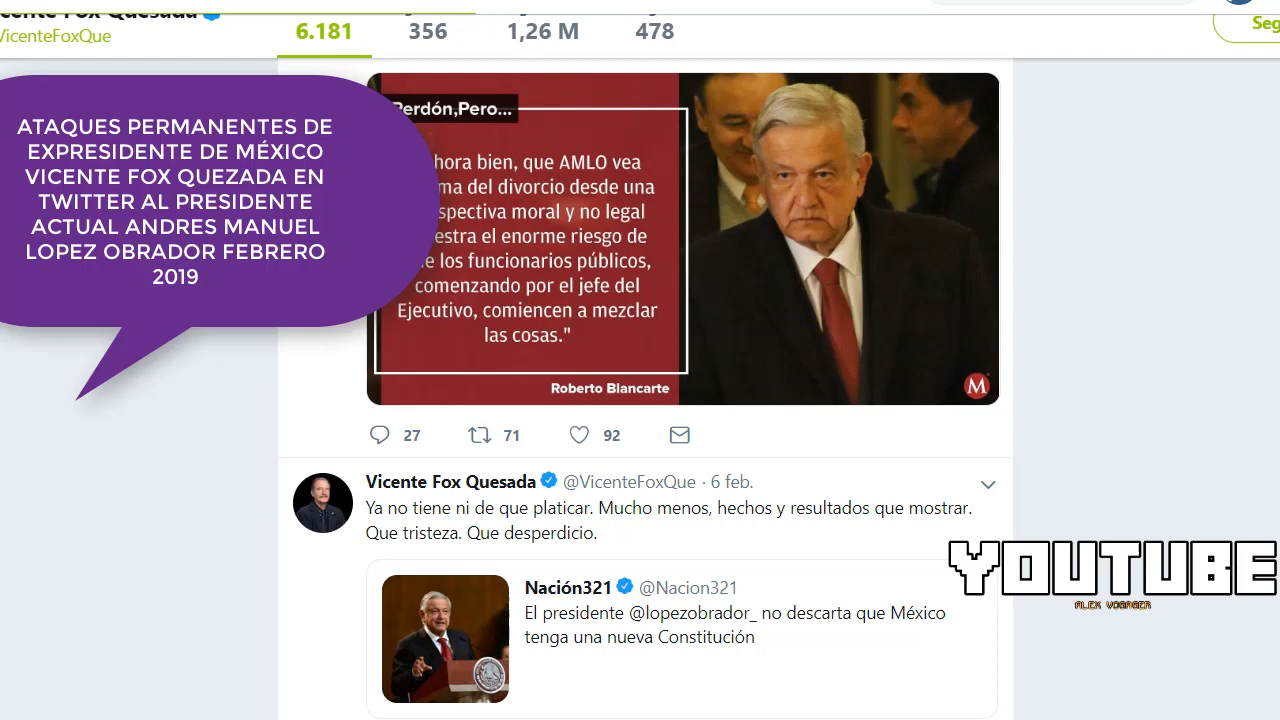 6.181
356
1,26 M
478
VicenteFoxQue
ATAQUES PERMANENTES DE
EXPRESIDENTE DE MÉXICO
VICENTE FOX QUEZADA EN
TWITTER AL PRESIDENTE
ACTUAL ANDRES MANUEL
LOPEZ OBRADOR FEBRERO
2019
Perdón,Pero...
hora bien, que AMLO vea
ma del divorcio desde una
spectiva moral y no legal
estra el enorme riesgo de
e los funcionarios públicos,
comenzando por el jefe del
Ejecutivo, comiencen a mezclar
las cosas."
Roberto Blancarte
M
27
71
92
Vicente Fox Quesada @VicenteFoxQue · 6 feb.
Ya no tiene ni de que platicar. Mucho menos, hechos y resultados que mostrar.
Que tristeza. Que desperdicio.
Nación321 @Nacion321
El presidente @lopezobrador_ no descarta que México
tenga una nueva Constitución
YOUTUBE
ALEX VOGAGER